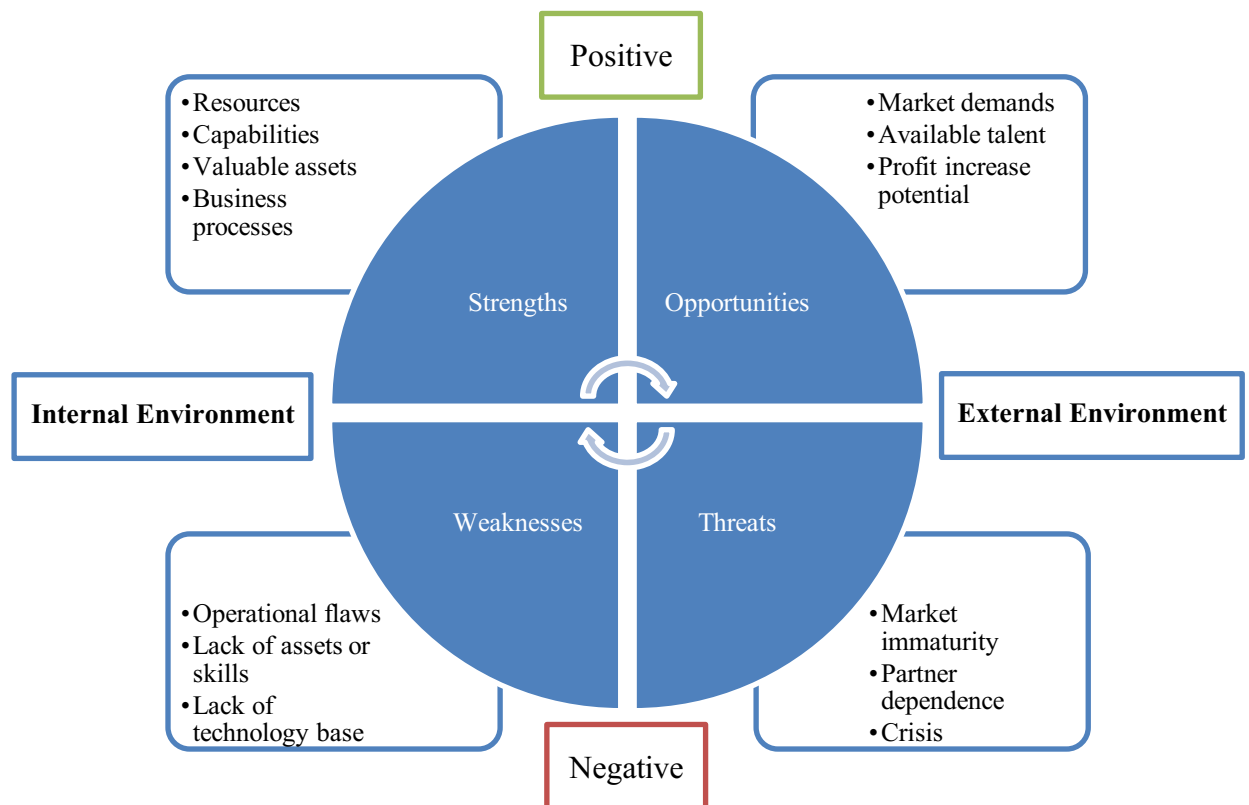 Positive
•Resources
•Capabilities
•Valuable assets
•Business
processes
•Market demands
•Available talent
•Profit increase
potential
Strengths
Opportunities
Internal Environment
External Environment
Weaknesses
Threats
•Operational flaws
•Lack of assets or
skills
•Lack of
technology base
•Market
immaturity
•Partner
dependence
•Crisis
Negative